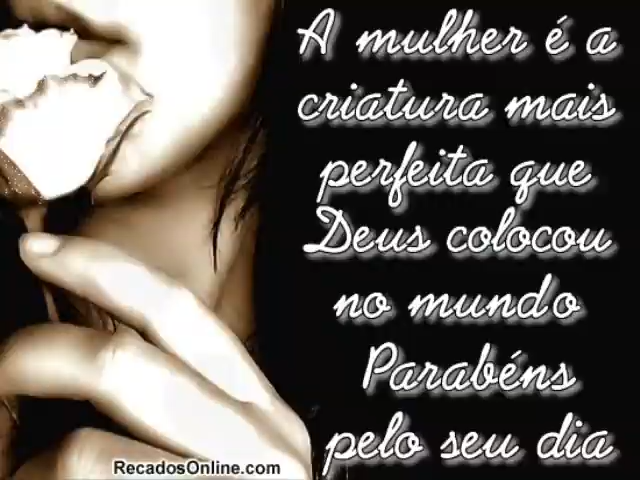 A mulher é a
criatura mais
perfeita que
Deus colocou
no mundo
Parabéns
pelo seu dia
RecadosOnline.com